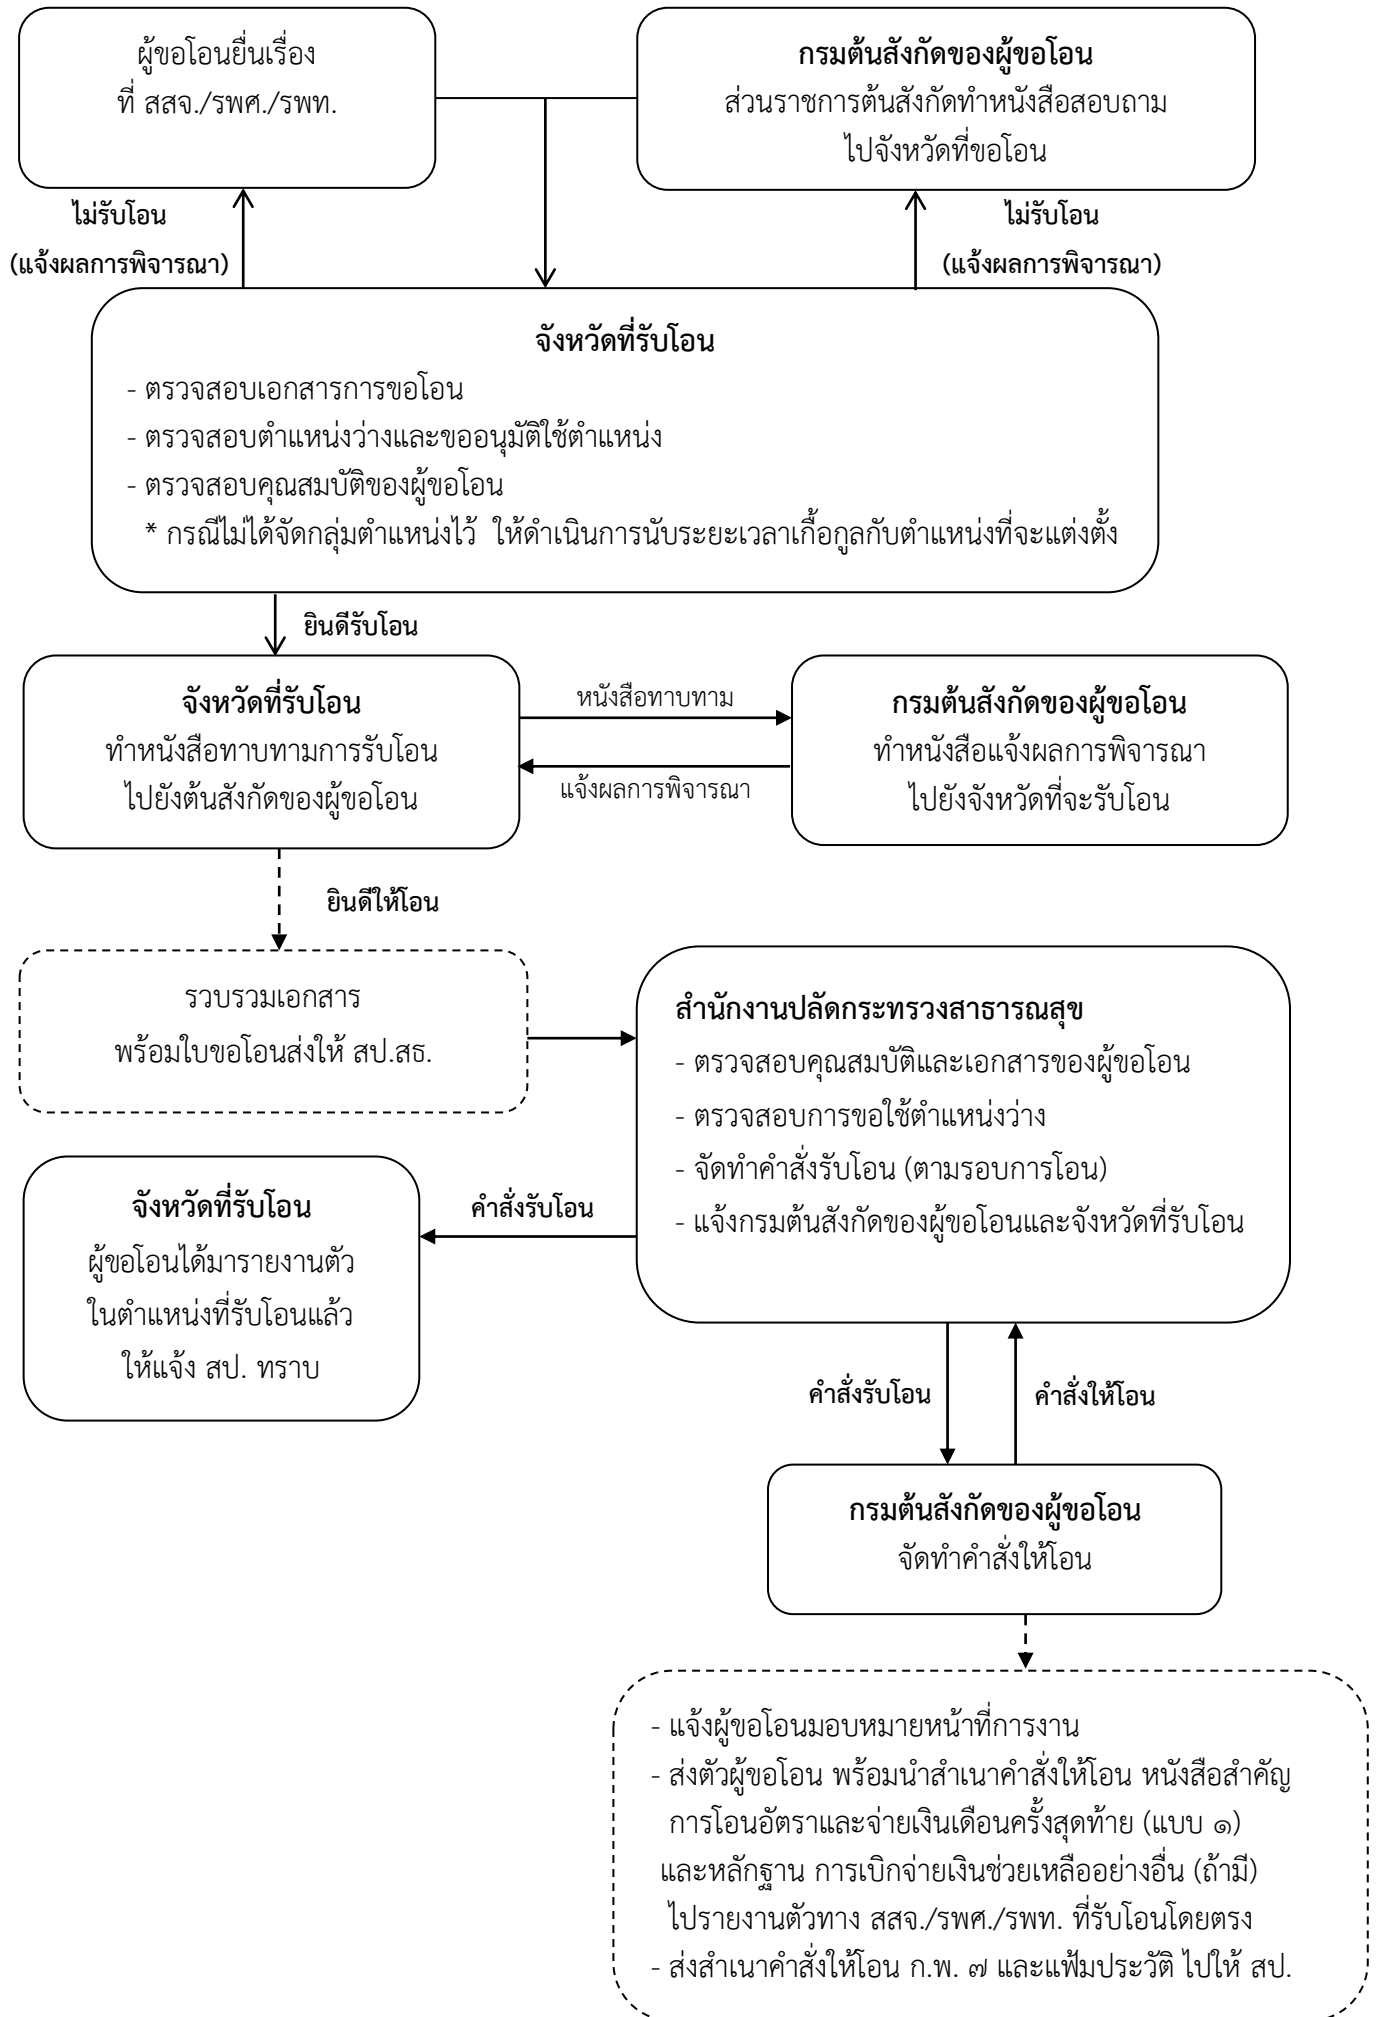 ผู้ขอโอนยื่นเรื่อง
ที่ สสจ./รพศ./รพท.
กรมต้นสังกัดของผู้ขอโอน
ส่วนราชการต้นสังกัดทำหนังสือสอบถาม
ไปจังหวัดที่ขอโอน
ไม่รับโอน
(แจ้งผลการพิจารณา)
ไม่รับโอน
(แจ้งผลการพิจารณา)
จังหวัดที่รับโอน
- ตรวจสอบเอกสารการขอโอน
- ตรวจสอบตำแหน่งว่างและขออนุมัติใช้ตำแหน่ง
- ตรวจสอบคุณสมบัติของผู้ขอโอน
* กรณีไม่ได้จัดกลุ่มตำแหน่งไว้ ให้ดำเนินการนับระยะเวลาเกื้อกูลกับตำแหน่งที่จะแต่งตั้ง
ยินดีรับโอน
จังหวัดที่รับโอน
ทำหนังสือทาบทามการรับโอน
ไปยังต้นสังกัดของผู้ขอโอน
หนังสือทาบทาม
แจ้งผลการพิจารณา
กรมต้นสังกัดของผู้ขอโอน
ทำหนังสือแจ้งผลการพิจารณา
ไปยังจังหวัดที่จะรับโอน
ยินดีให้โอน
รวบรวมเอกสาร
พร้อมใบขอโอนส่งให้ สป.สธ.
สำนักงานปลัดกระทรวงสาธารณสุข
- ตรวจสอบคุณสมบัติและเอกสารของผู้ขอโอน
- ตรวจสอบการขอใช้ตำแหน่งว่าง
- จัดทำคำสั่งรับโอน (ตามรอบการโอน)
- แจ้งกรมต้นสังกัดของผู้ขอโอนและจังหวัดที่รับโอน
คำสั่งรับโอน
จังหวัดที่รับโอน
ผู้ขอโอนได้มารายงานตัว
ในตำแหน่งที่รับโอนแล้ว
ให้แจ้ง สป. ทราบ
คำสั่งรับโอน
คำสั่งให้โอน
กรมต้นสังกัดของผู้ขอโอน
จัดทำคำสั่งให้โอน
- แจ้งผู้ขอโอนมอบหมายหน้าที่การงาน
- ส่งตัวผู้ขอโอน พร้อมนำสำเนาคำสั่งให้โอน หนังสือสำคัญ
การโอนอัตราและจ่ายเงินเดือนครั้งสุดท้าย (แบบ ๑)
และหลักฐาน การเบิกจ่ายเงินช่วยเหลืออย่างอื่น (ถ้ามี)
ไปรายงานตัวทาง สสจ./รพศ./รพท. ที่รับโอนโดยตรง
- ส่งสำเนาคำสั่งให้โอน ก.พ. ๗ และแฟ้มประวัติ ไปให้ สป.